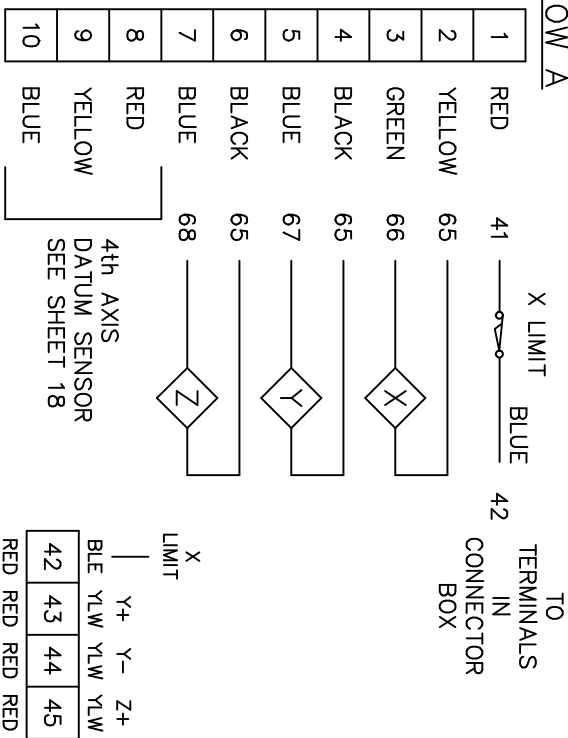 OW A
1 RED 41
2 YELLOW 65
3 GREEN 66
4 BLACK 65
5 BLUE 67
6 BLACK 65
7 BLUE 68
8 RED
9 YELLOW
10 BLUE
X LIMIT
BLUE
42
TO
TERMINALS
IN
CONNECTOR
BOX
X
Y
Z
4th AXIS
DATUM SENSOR
SEE SHEET 18
X
LIMIT
Y+ Y- Z+
BLE YLW YLW YLW
42 43 44 45
RED RED RED RED